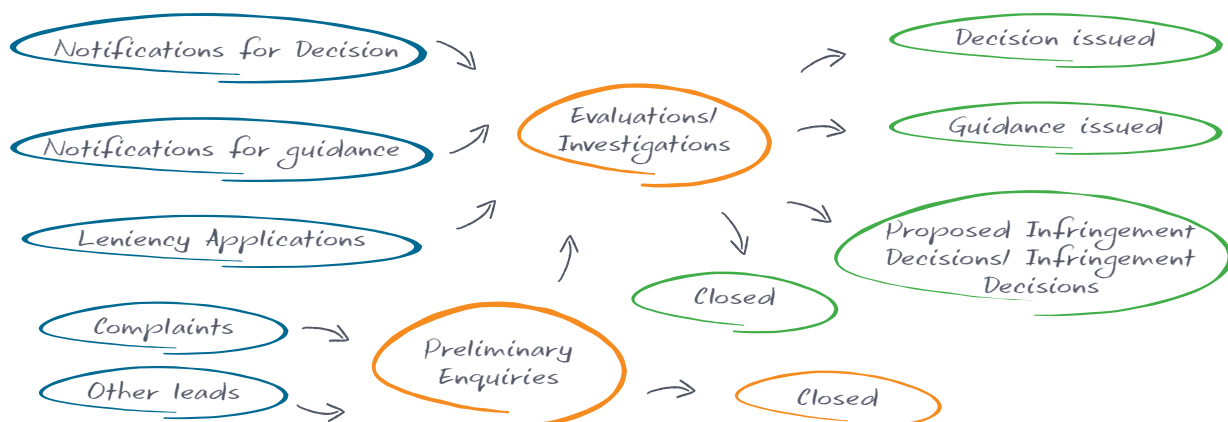 Notifications for Decision
Notifications for guidance
Leniency Applications
Complaints
Other leads
Evaluations/
Investigations
Preliminary
Enquiries
Decision issued
Guidance issued
Proposed Infringement
Decisions/ Infringement
Decisions
Closed
Closed